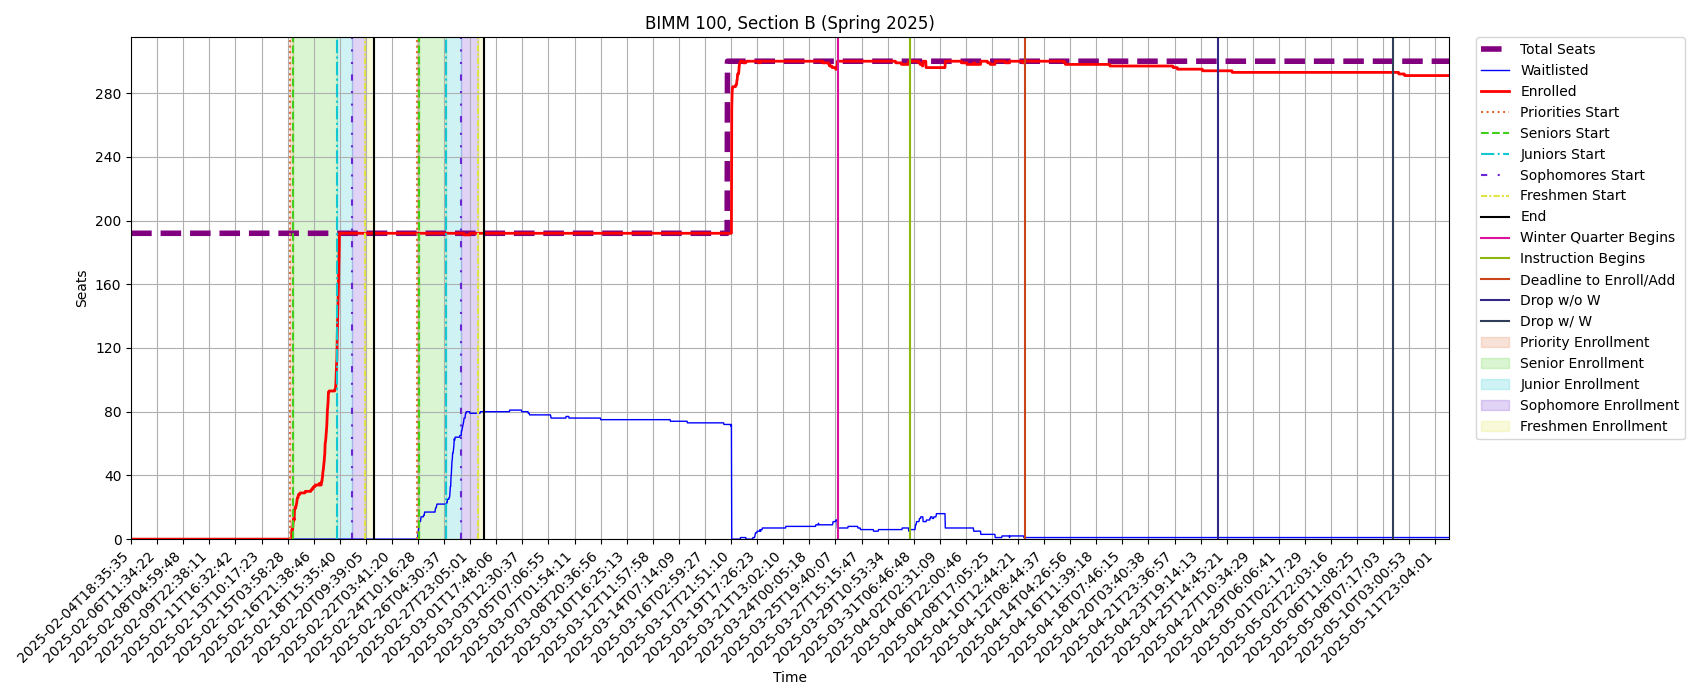 BIMM 100, Section B (Spring 2025)
Seats
280
240
200
160
120
80
40
0
2025-02-04T18:35:35
2025-02-06T11:34:22
2025-02-08T04:59:48
2025-02-09T22:38:11
2025-02-11T16:32:42
2025-02-13T10:17:23
2025-02-15T03:58:28
2025-02-16T21:38:46
2025-02-18T15:35:40
2025-02-20T09:39:05
2025-02-22T03:41:20
2025-02-26T04:30:37
2025-02-27T23:05:01
2025-03-01T17:48:06
2025-03-03T12:30:37
2025-03-05T07:06:55
2025-03-07T01:54:11
2025-03-08T20:36:56
2025-03-10T16:25:13
2025-03-12T11:57:58
2025-03-14T07:14:09
2025-03-16T02:59:27
2025-03-17T21:51:10
2025-03-19T17:26:23
2025-03-21T13:02:10
2025-03-24T00:05:18
2025-03-25T19:40:07
2025-03-27T15:15:47
2025-03-29T10:53:34
2025-03-31T06:46:48
2025-04-02T02:31:09
2025-04-06T22:00:46
2025-04-08T17:05:25
2025-04-10T12:44:21
2025-04-12T08:44:37
2025-04-14T04:26:56
2025-04-16T11:39:18
2025-04-18T07:46:15
2025-04-20T03:40:38
2025-04-21T23:36:57
2025-04-23T19:14:13
2025-04-25T14:45:21
2025-04-27T10:34:29
2025-04-29T06:06:41
2025-05-01T02:17:29
2025-05-02T22:03:16
2025-05-06T11:08:25
2025-05-08T07:17:03
2025-05-10T03:00:53
2025-05-11T23:04:01
Time
Total Seats
Waitlisted
Enrolled
Priorities Start
Seniors Start
Juniors Start
Sophomores Start
Freshmen Start
End
Winter Quarter Begins
Instruction Begins
Deadline to Enroll/Add
Drop w/o W
Drop w/ W
Priority Enrollment
Senior Enrollment
Junior Enrollment
Sophomore Enrollment
Freshmen Enrollment